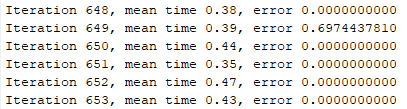 Iteration 648, mean time 0.38, error 0.0000000000
Iteration 649, mean time 0.39, error 0.6974437810
Iteration 650, mean time 0.44, error 0.0000000000
Iteration 651, mean time 0.35, error 0.0000000000
Iteration 652, mean time 0.47, error 0.0000000000
Iteration 653, mean time 0.43, error 0.0000000000